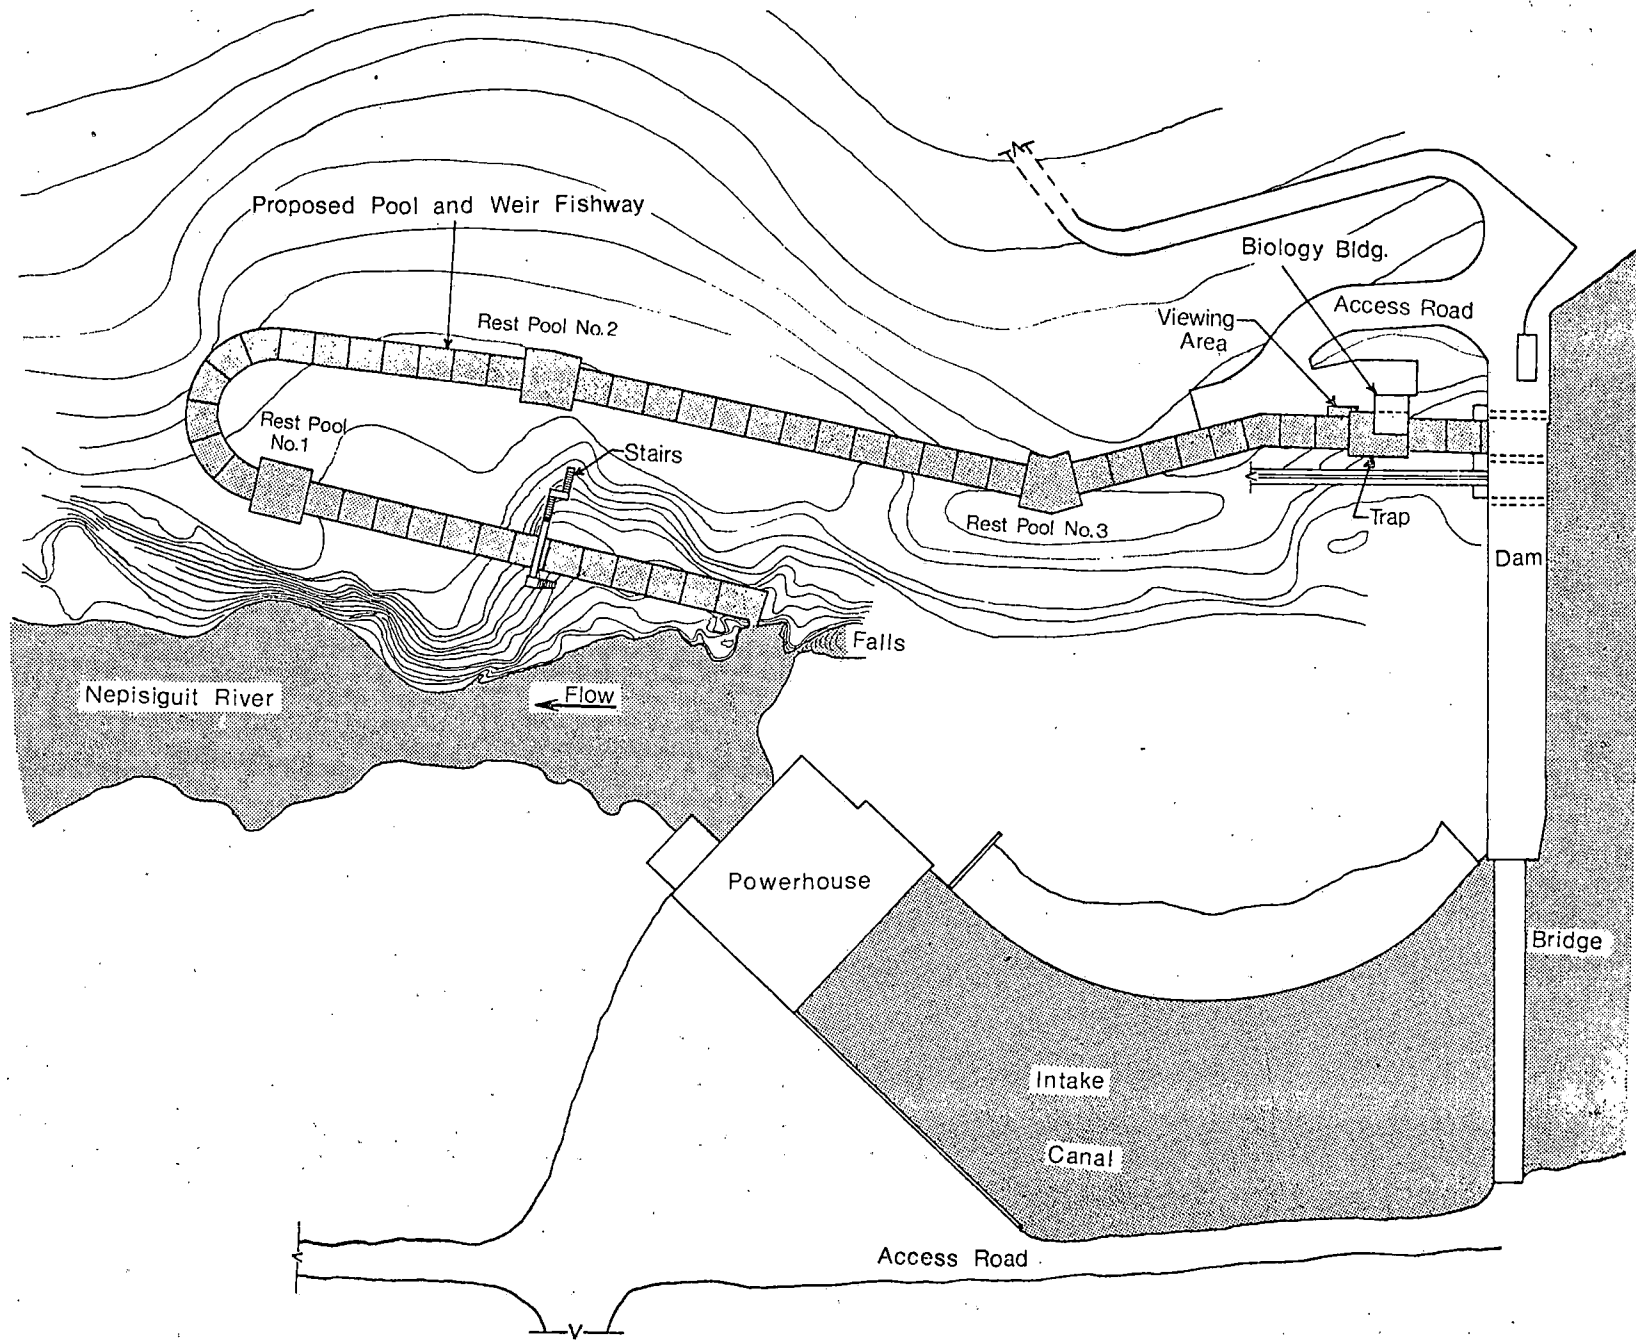 Proposed Pool and Weir Fishway
Biology Bldg.
Access Road
Viewing
Area
Rest Pool No.2
Rest Pool
No.1
Stairs
Rest Pool No.3
Trap
Dam
Falls
Nepisiguit River
Flow
Powerhouse
Bridge
Intake
Canal
Access Road